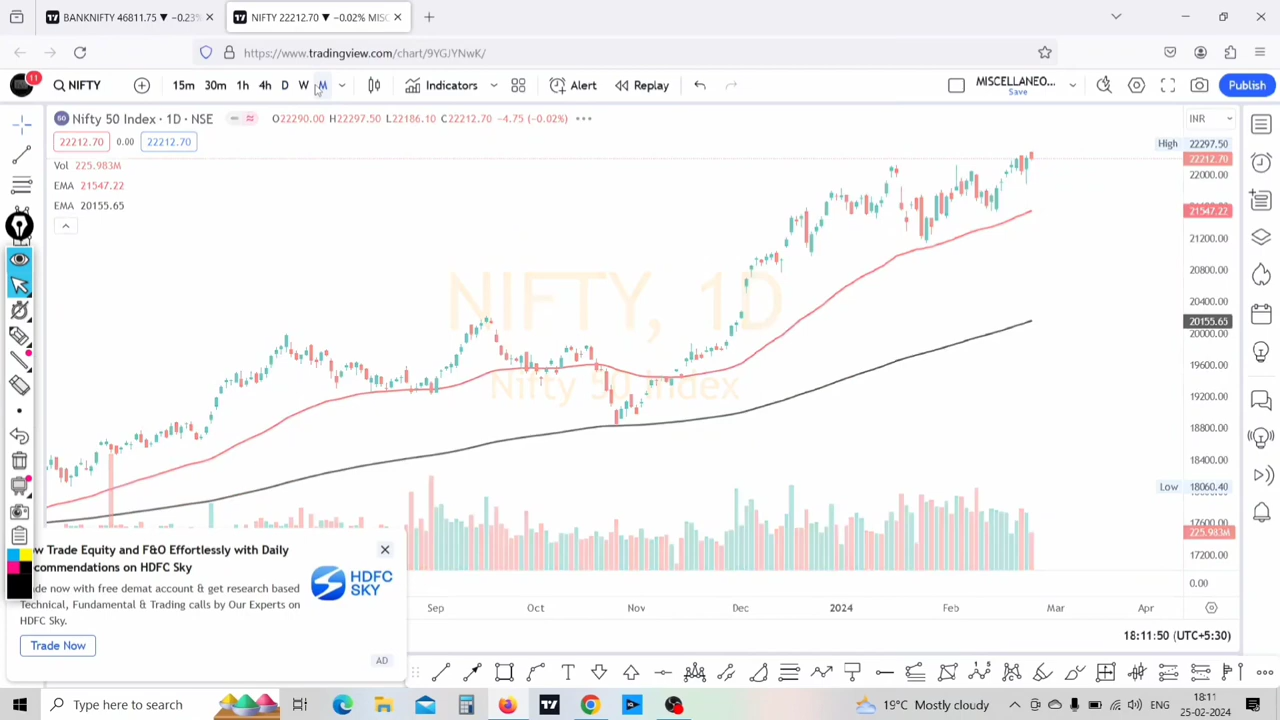 BANKNIFTY 46811.75 ▼ −0.23%
NIFTY 22212.70 ▼ −0.02% MISC
https://www.tradingview.com/chart/9YGJYNwK/
11
NIFTY 15m 30m 1h 4h D W M Indicators Alert Replay MISCELLANEO... Save Publish
Nifty 50 Index · 1D · NSE O22290.00 H22297.50 L22186.10 C22212.70 −4.75 (−0.02%)
22212.70 0.00 22212.70
Vol 225.983M
EMA 21547.22
EMA 20155.65
NIFTY, 1D
Nifty 50 Index
INR
High 22297.50
22212.70
22000.00
21547.22
21200.00
20800.00
20400.00
20155.65
20000.00
19600.00
19200.00
18800.00
18400.00
Low 18060.40
17600.00
225.983M
17200.00
0.00
Sep Oct Nov Dec 2024 Feb Mar Apr
18:11:50 (UTC+5:30)
Trade Equity and F&O Effortlessly with Daily
on HDFC Sky
now with free demat account & get research based
Technical, Fundamental & Trading calls by Our Experts on
HDFC Sky.
HDFC
SKY
Trade Now
AD
Type here to search
19°C Mostly cloudy
ENG
18:11
25-02-2024